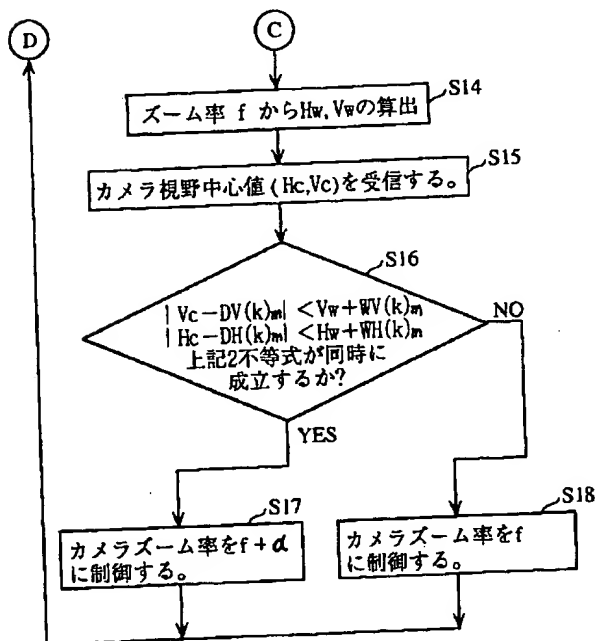 D
C
S14
ズーム率 f からHw,Vwの算出
S15
カメラ視野中心値(Hc,Vc)を受信する。
S16
|Vc-DV(k)m|<Vw+WV(k)m
|Hc-DH(k)m|<Hw+WH(k)m
上記2不等式が同時に
成立するか?
NO
YES
S17
カメラズーム率をf+α
に制御する。
S18
カメラズーム率をf
に制御する。